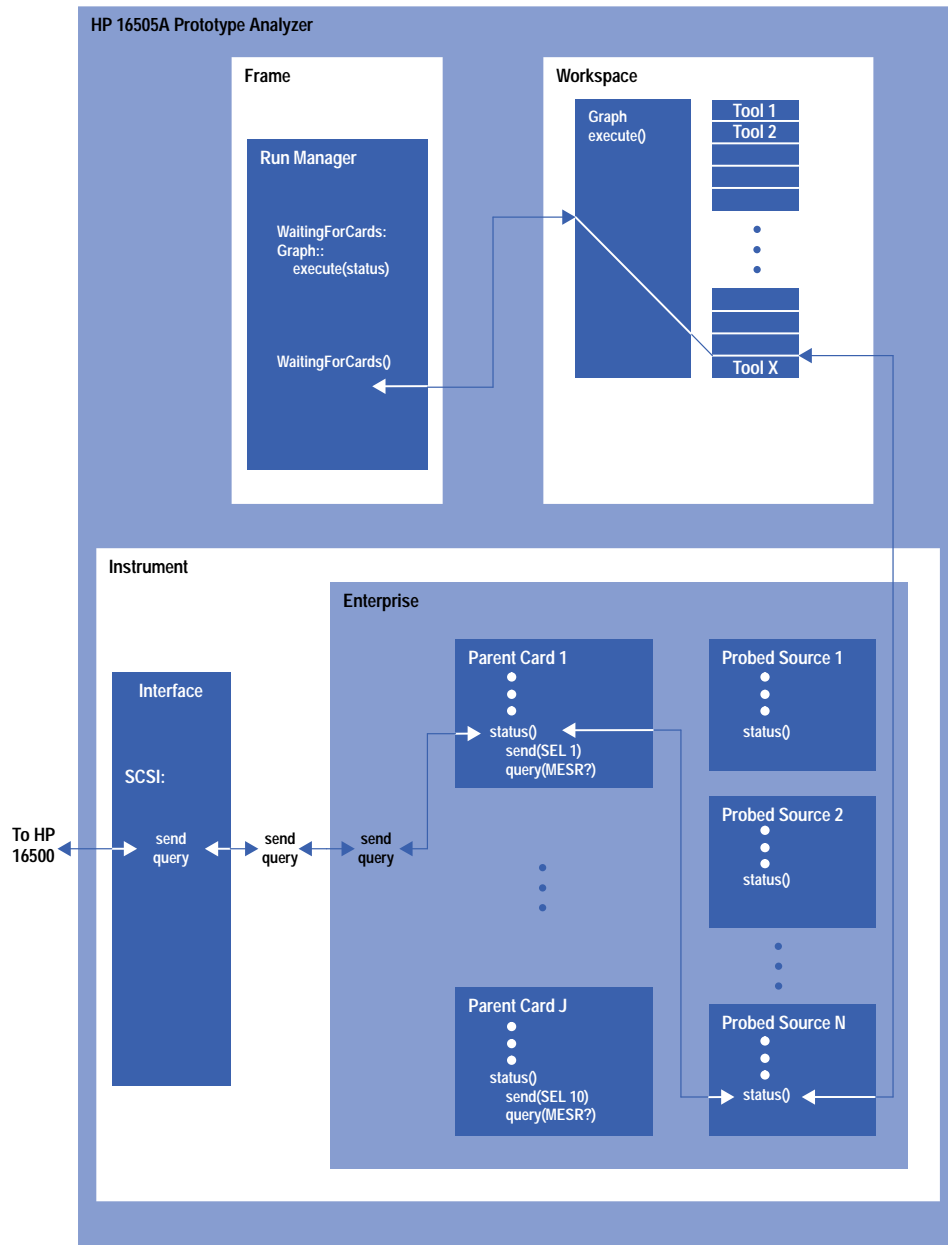 HP 16505A Prototype Analyzer
Frame
Run Manager
WaitingForCards:
Graph::
execute(status)
WaitingForCards()
Workspace
Graph
execute()
Tool 1
Tool 2
Tool X
Instrument
Interface
SCSI:
To HP
16500
send
query
send
query
send
query
Enterprise
Parent Card 1
status()
send(SEL 1)
query(MESR?)
Parent Card J
status()
send(SEL 10)
query(MESR?)
Probed Source 1
status()
Probed Source 2
status()
Probed Source N
status()